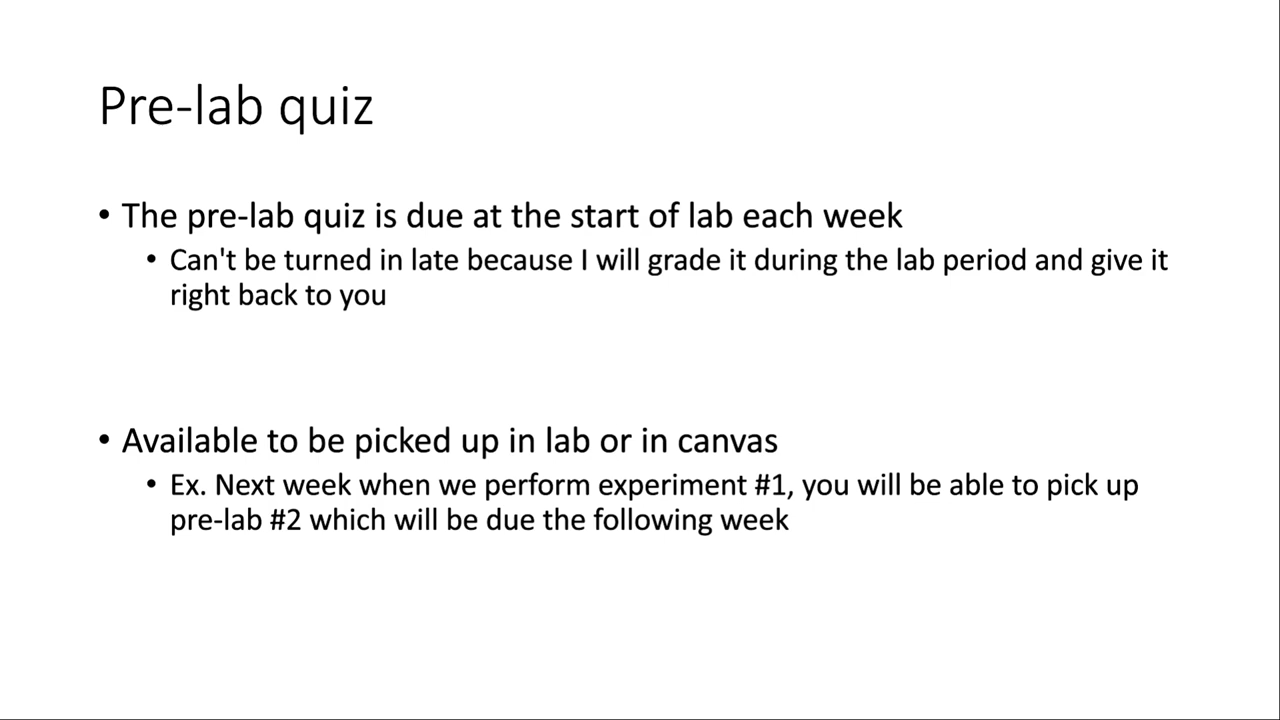 Pre-lab quiz
• The pre-lab quiz is due at the start of lab each week
• Can't be turned in late because I will grade it during the lab period and give it
right back to you
• Available to be picked up in lab or in canvas
• Ex. Next week when we perform experiment #1, you will be able to pick up
pre-lab #2 which will be due the following week